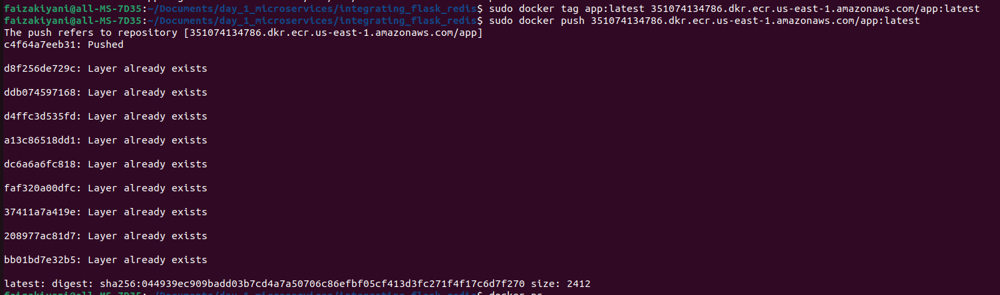 faizakiyani@all-MS-7D35:~/Documents/day_1_microservices/integrating_flask_redis$ sudo docker tag app:latest 351074134786.dkr.ecr.us-east-1.amazonaws.com/app:latest
faizakiyani@all-MS-7D35:~/Documents/day_1_microservices/integrating_flask_redis$ sudo docker push 351074134786.dkr.ecr.us-east-1.amazonaws.com/app:latest
The push refers to repository [351074134786.dkr.ecr.us-east-1.amazonaws.com/app]
c4f64a7eeb31: Pushed
d8f256de729c: Layer already exists
ddb074597168: Layer already exists
d4ffc3d535fd: Layer already exists
a13c86518dd1: Layer already exists
dc6a6a6fc818: Layer already exists
faf320a00dfc: Layer already exists
37411a7a419e: Layer already exists
208977ac81d7: Layer already exists
bb01bd7e32b5: Layer already exists
latest: digest: sha256:044939ec909badd03b7cd4a7a50706c86efbf05cf413d3fc271f4f17c6d7f270 size: 2412
faizakiyani@all-MS-7D35:~/Documents/day_1_microservices/integrating_flask_redis$ docker ps